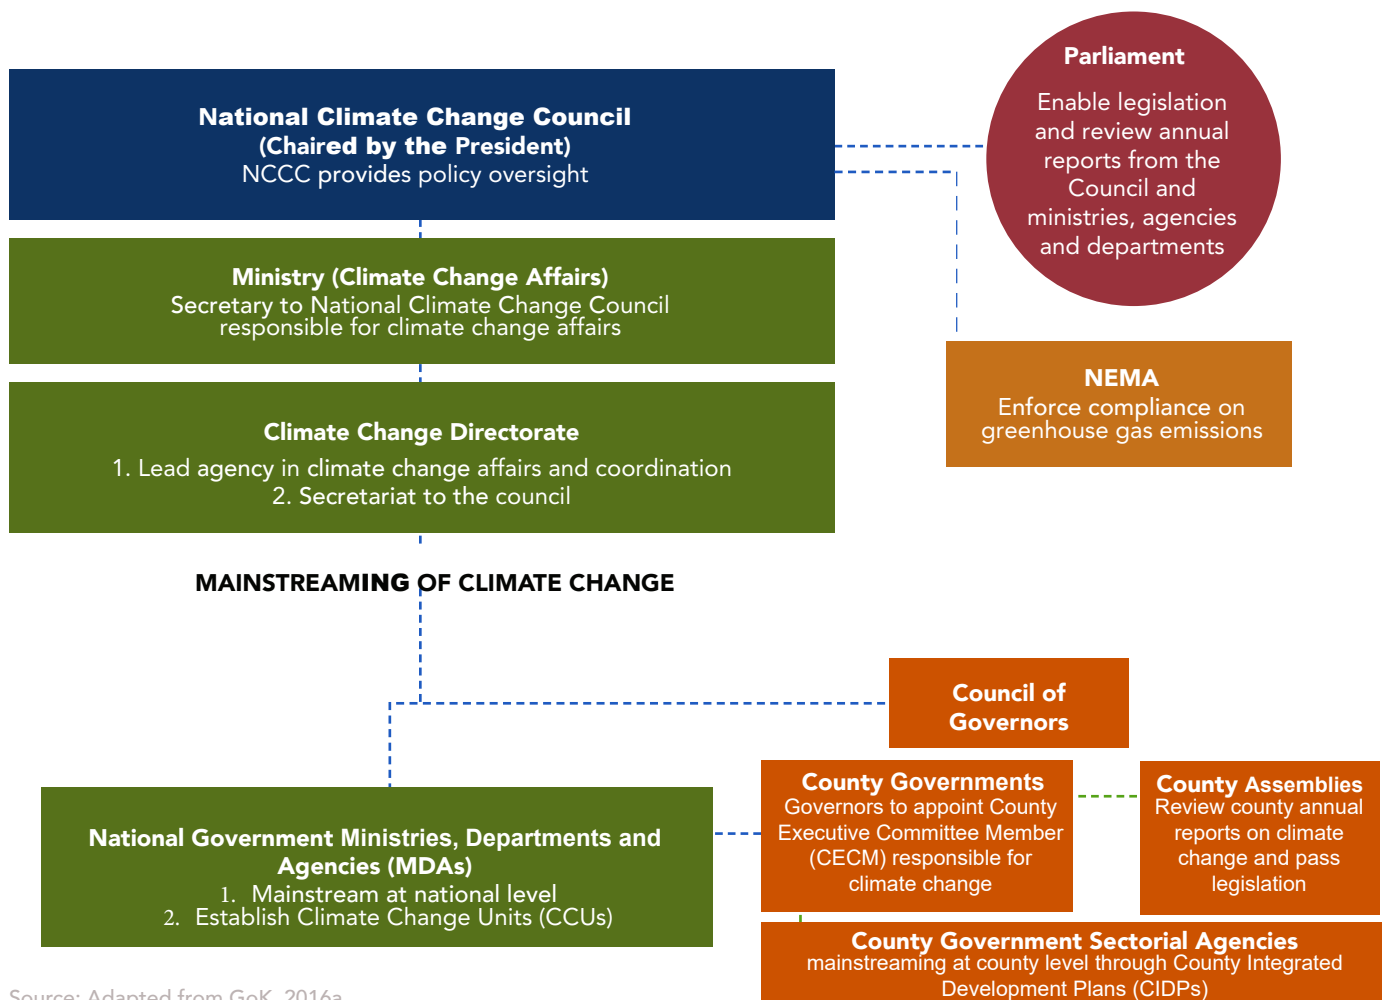 National Climate Change Council
(Chaired by the President)
NCCC provides policy oversight
Parliament
Enable legislation
and review annual
reports from the
Council and
ministries, agencies
and departments
Ministry (Climate Change Affairs)
Secretary to National Climate Change Council
responsible for climate change affairs
NEMA
Enforce compliance on
greenhouse gas emissions
Climate Change Directorate
1. Lead agency in climate change affairs and coordination
2. Secretariat to the council
MAINSTREAMING OF CLIMATE CHANGE
Council of
Governors
National Government Ministries, Departments and
Agencies (MDAs)
1. Mainstream at national level
2. Establish Climate Change Units (CCUs)
County Governments
Governors to appoint County
Executive Committee Member
(CECM) responsible for
climate change
County Assemblies
Review county annual
reports on climate
change and pass
legislation
County Government Sectorial Agencies
mainstreaming at county level through County Integrated
Development Plans (CIDPs)
Source: Adapted from GoK, 2016a